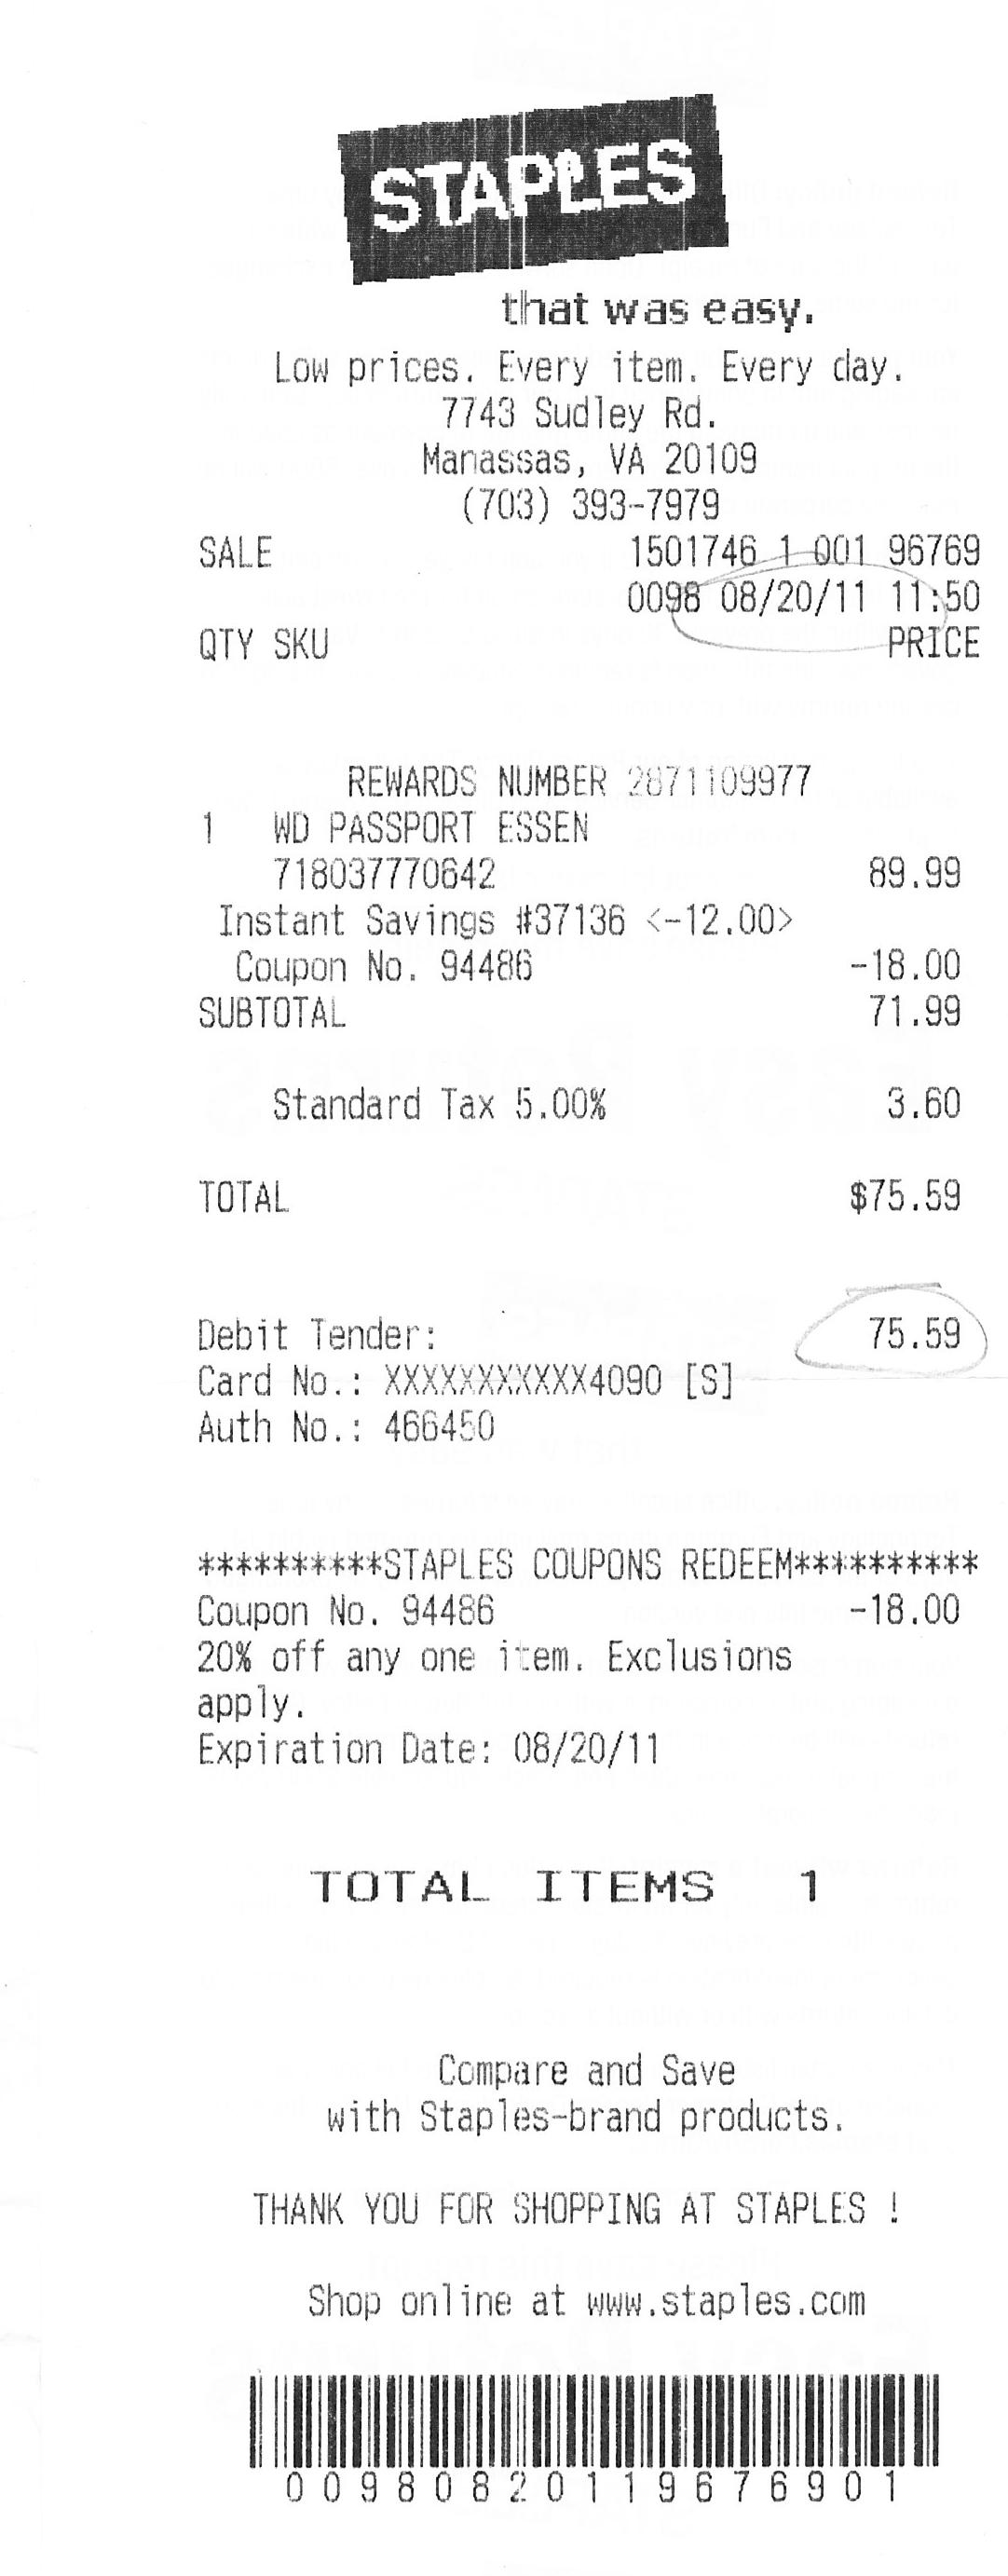 STAPLES
that was easy.
Low prices. Every item. Every day.
7743 Sudley Rd.
Manassas, VA 20109
(703) 393-7979
SALE 1501746 1 001 96769
0098 08/20/11 11:50
QTY SKU PRICE
REWARDS NUMBER 2871109977
1 WD PASSPORT ESSEN
718037770642 89.99
Instant Savings #37136 <-12.00>
Coupon No. 94486 -18.00
SUBTOTAL 71.99
Standard Tax 5.00% 3.60
TOTAL $75.59
Debit Tender: 75.59
Card No.: XXXXXXXXXXX4090 [S]
Auth No.: 466450
**********STAPLES COUPONS REDEEM**********
Coupon No. 94486 -18.00
20% off any one item. Exclusions
apply.
Expiration Date: 08/20/11
TOTAL ITEMS 1
Compare and Save
with Staples-brand products.
THANK YOU FOR SHOPPING AT STAPLES !
Shop online at www.staples.com
00980820119676901